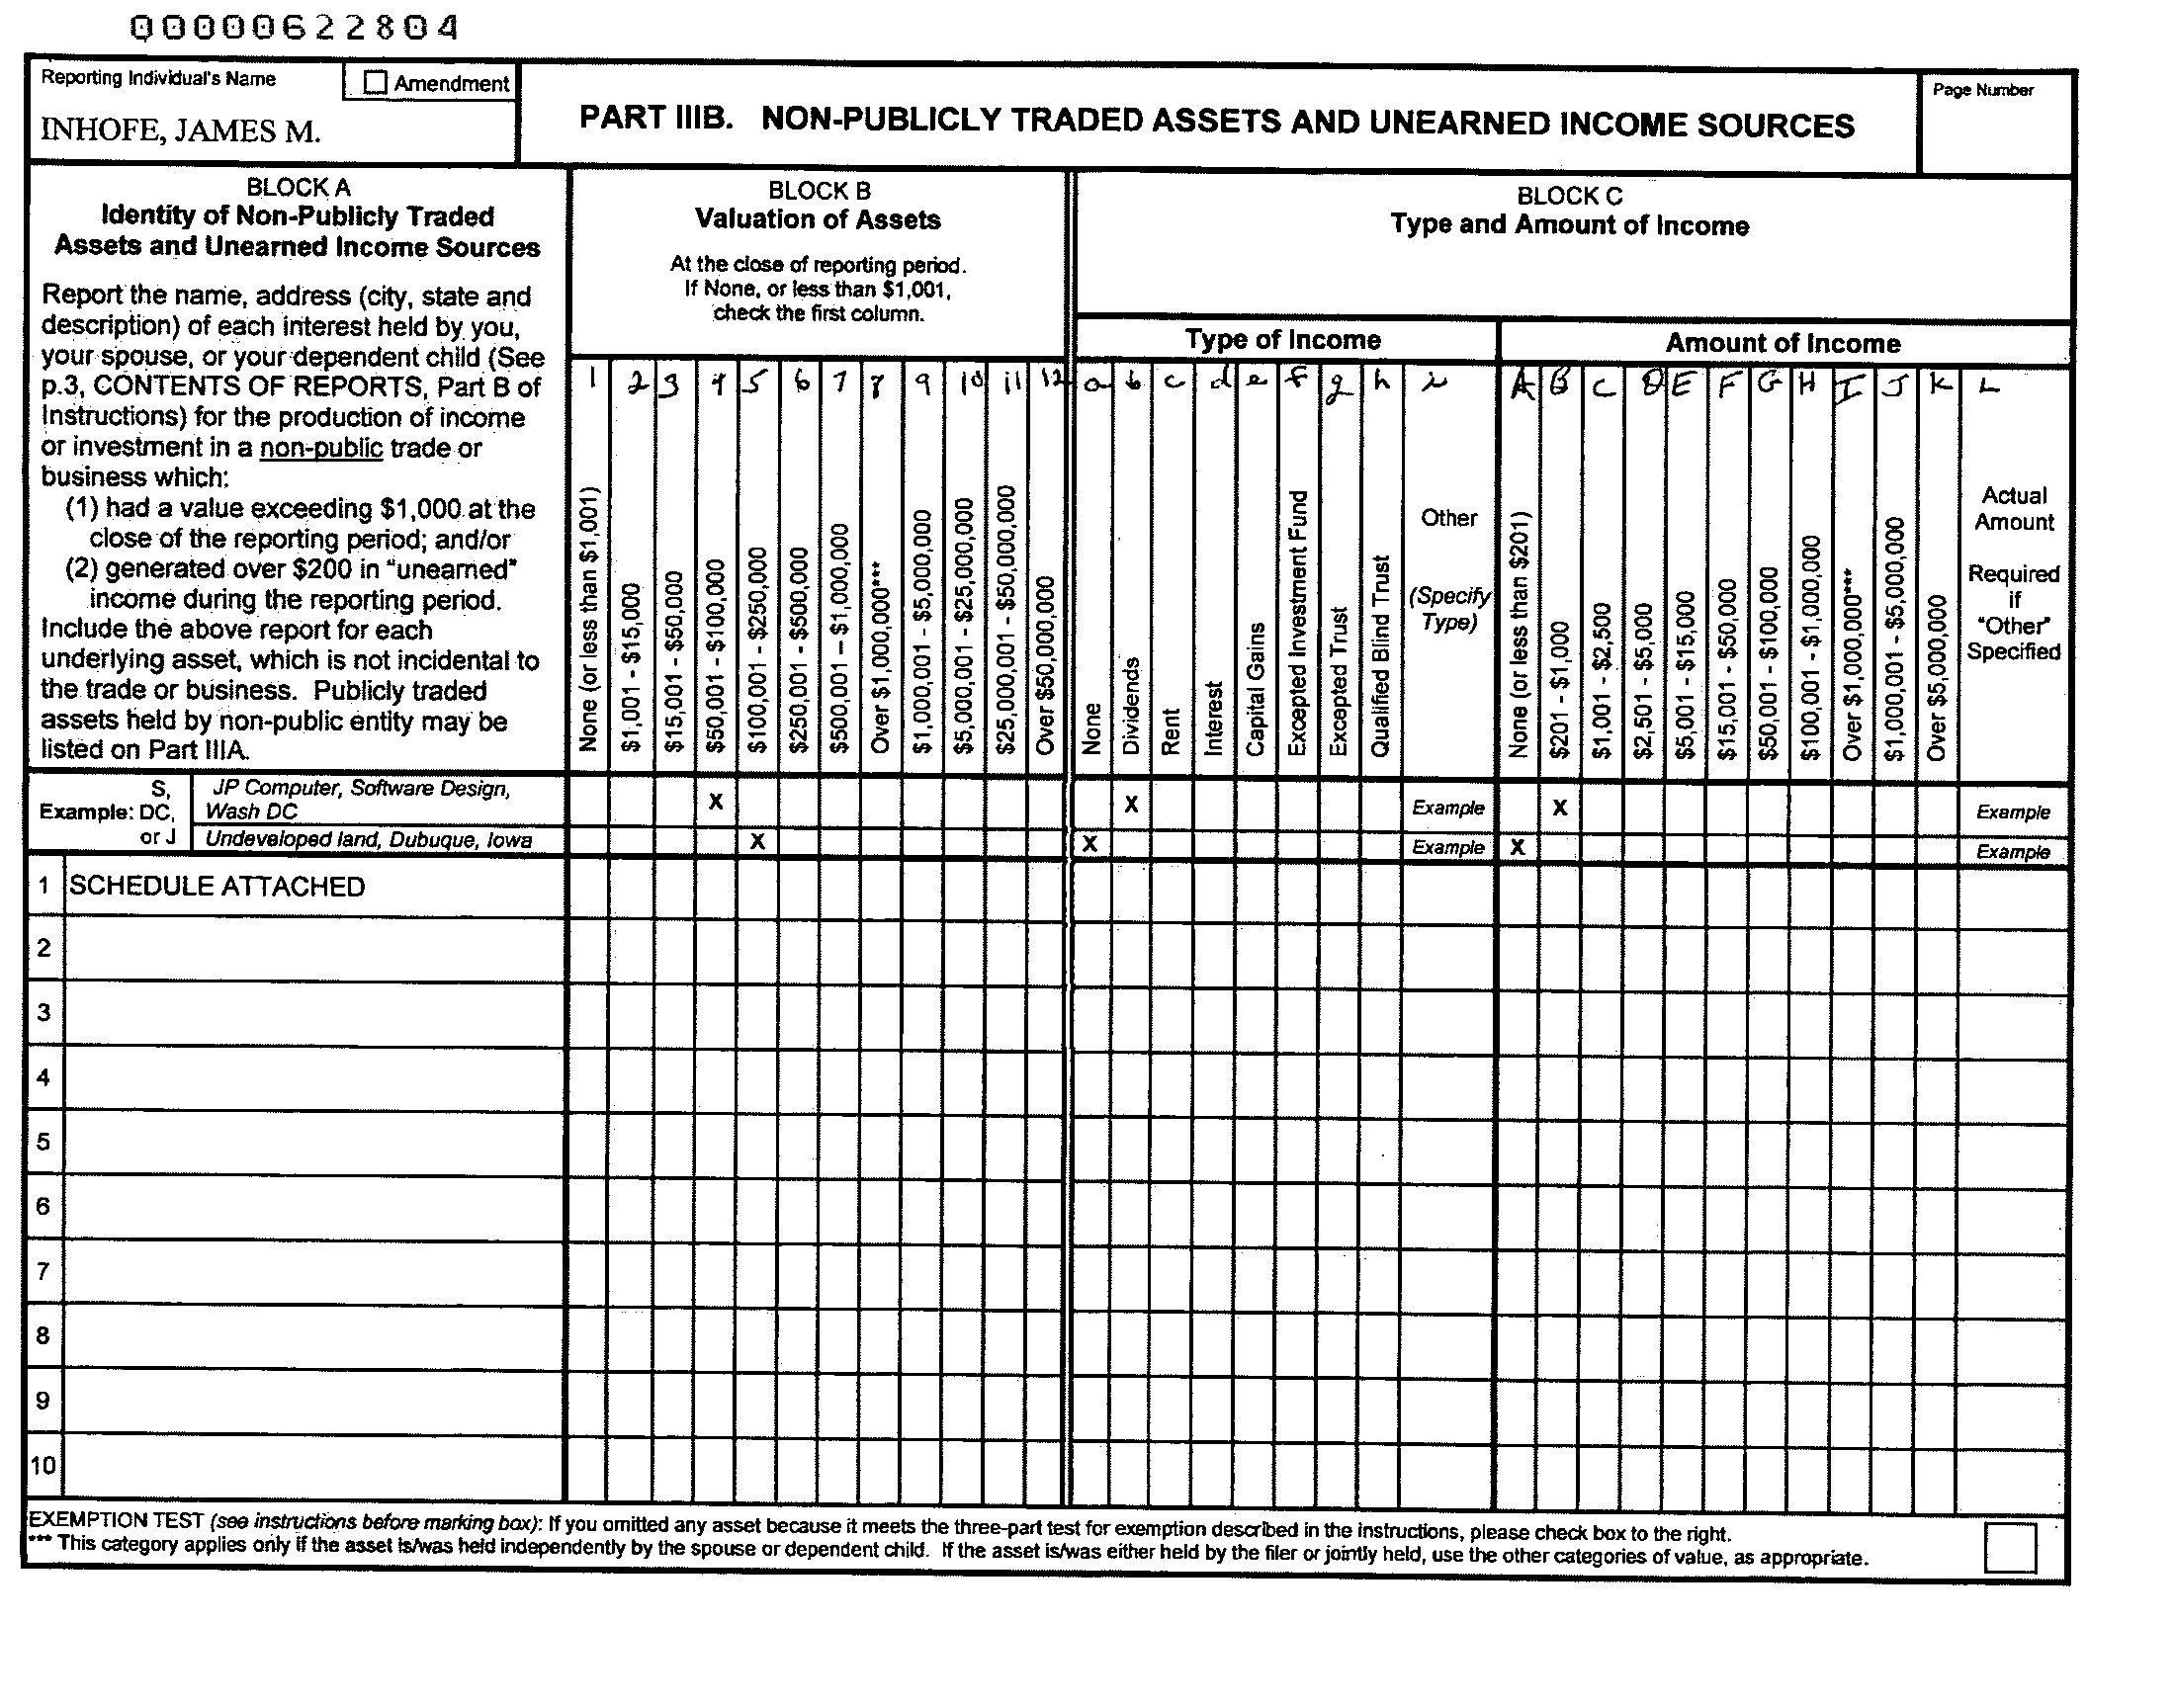 00000622804
Reporting Individual's Name
Amendment
INHOFE, JAMES M.
PART IIIB. NON-PUBLICLY TRADED ASSETS AND UNEARNED INCOME SOURCES
Page Number
BLOCK A
Identity of Non-Publicly Traded
Assets and Unearned Income Sources
Report the name, address (city, state and
description) of each interest held by you,
your spouse, or your dependent child (See
p.3, CONTENTS OF REPORTS, Part B of
Instructions) for the production of income
or investment in a non-public trade or
business which:
(1) had a value exceeding $1,000 at the
close of the reporting period; and/or
(2) generated over $200 in "unearned"
income during the reporting period.
Include the above report for each
underlying asset, which is not incidental to
the trade or business. Publicly traded
assets held by non-public entity may be
listed on Part IIIA.
BLOCK B
Valuation of Assets
At the close of reporting period.
If None, or less than $1,001,
check the first column.
1 2 3 4 5 6 7 8 9 10 11 12
None (or less than $1,001)
$1,001 - $15,000
$15,001 - $50,000
$50,001 - $100,000
$100,001 - $250,000
$250,001 - $500,000
$500,001 – $1,000,000
Over $1,000,000***
$1,000,001 - $5,000,000
$5,000,001 - $25,000,000
$25,000,001 - $50,000,000
Over $50,000,000
BLOCK C
Type and Amount of Income
Type of Income
a b c d e f g h i
None
Dividends
Rent
Interest
Capital Gains
Excepted Investment Fund
Excepted Trust
Qualified Blind Trust
Other
(Specify
Type)
Amount of Income
A B C D E F G H I J K L
None (or less than $201)
$201 - $1,000
$1,001 - $2,500
$2,501 - $5,000
$5,001 - $15,000
$15,001 - $50,000
$50,001 - $100,000
$100,001 - $1,000,000
Over $1,000,000***
$1,000,001 - $5,000,000
Over $5,000,000
Actual
Amount
Required
if
"Other"
Specified
S,
Example: DC,
or J
JP Computer, Software Design,
Wash DC
X X Example X Example
Undeveloped land, Dubuque, Iowa X X Example X Example
1 SCHEDULE ATTACHED
2
3
4
5
6
7
8
9
10
EXEMPTION TEST (see instructions before marking box): If you omitted any asset because it meets the three-part test for exemption described in the instructions, please check box to the right.
*** This category applies only if the asset is/was held independently by the spouse or dependent child. If the asset is/was either held by the filer or jointly held, use the other categories of value, as appropriate.